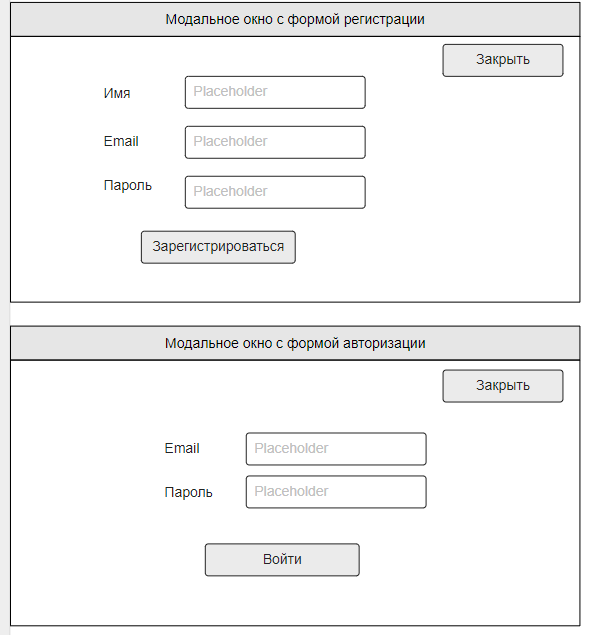 Модальное окно с формой регистрации
Закрыть
Имя Placeholder
Email Placeholder
Пароль Placeholder
Зарегистрироваться
Модальное окно с формой авторизации
Закрыть
Email Placeholder
Пароль Placeholder
Войти